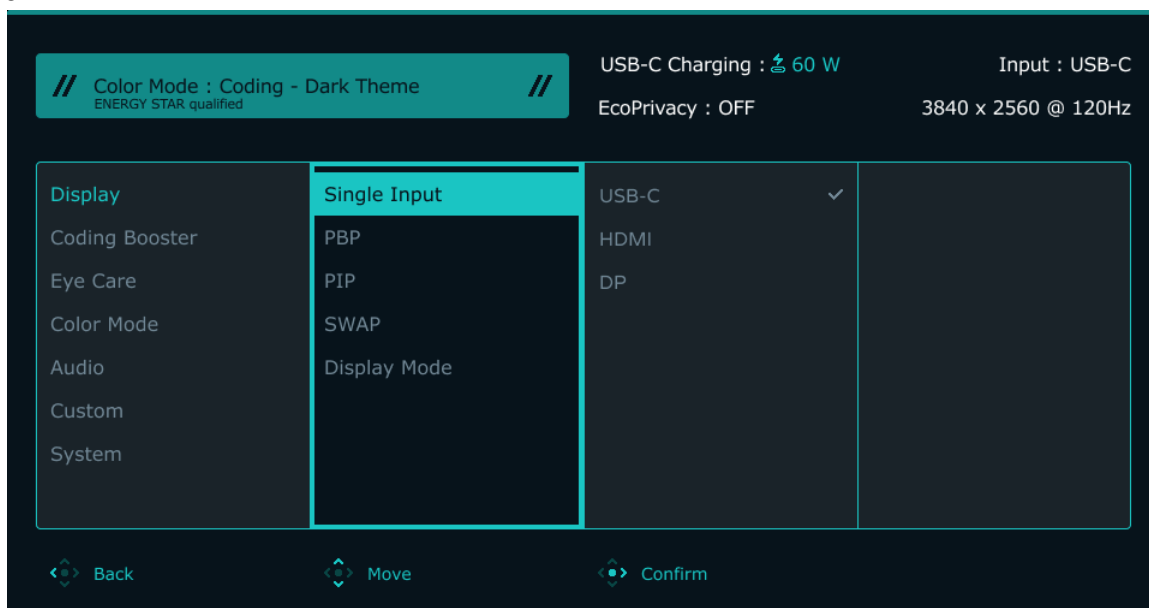 Color Mode : Coding - Dark Theme
ENERGY STAR qualified
USB-C Charging : 60 W
Input : USB-C
EcoPrivacy : OFF
3840 x 2560 @ 120Hz
Display
Coding Booster
Eye Care
Color Mode
Audio
Custom
System
Single Input
PBP
PIP
SWAP
Display Mode
USB-C
HDMI
DP
Back
Move
Confirm